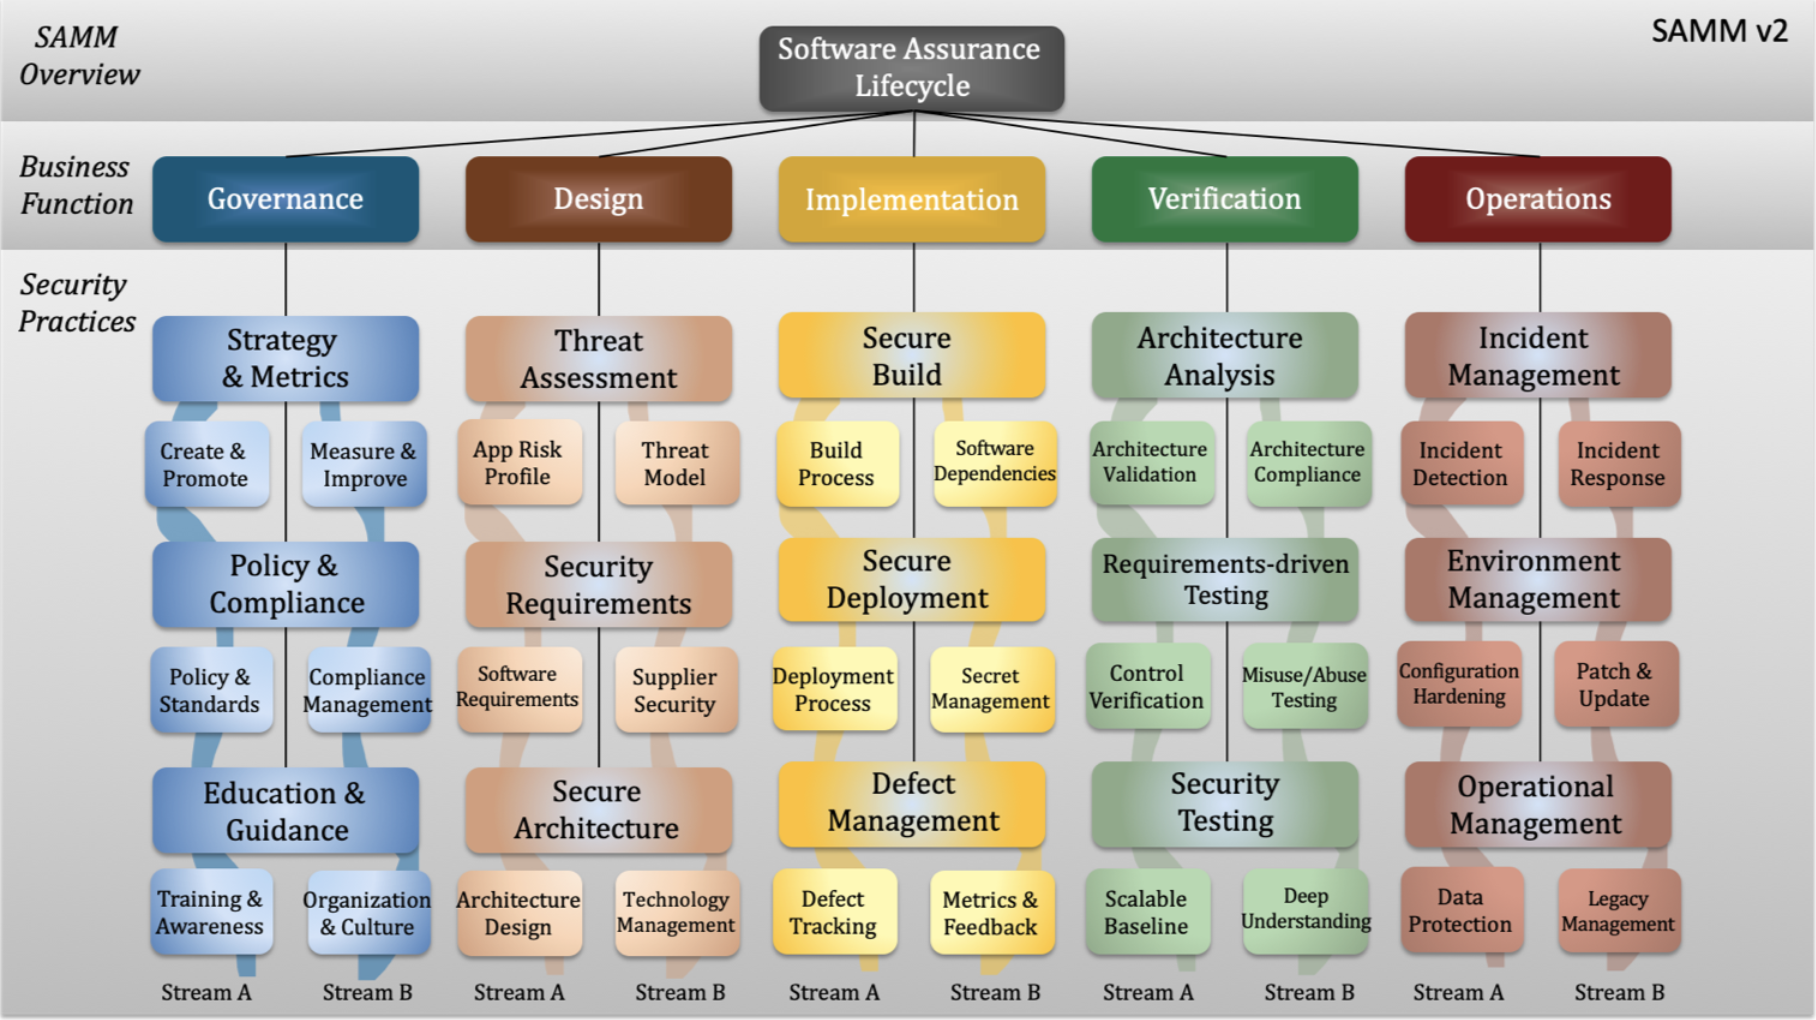 SAMM
Overview
SAMM v2
Software Assurance
Lifecycle
Business
Function
Governance
Design
Implementation
Verification
Operations
Security
Practices
Strategy
& Metrics
Threat
Assessment
Secure
Build
Architecture
Analysis
Incident
Management
Create &
Promote
Measure &
Improve
App Risk
Profile
Threat
Model
Build
Process
Software
Dependencies
Architecture
Validation
Architecture
Compliance
Incident
Detection
Incident
Response
Policy &
Compliance
Security
Requirements
Secure
Deployment
Requirements-driven
Testing
Environment
Management
Policy &
Standards
Compliance
Management
Software
Requirements
Supplier
Security
Deployment
Process
Secret
Management
Control
Verification
Misuse/Abuse
Testing
Configuration
Hardening
Patch &
Update
Education &
Guidance
Secure
Architecture
Defect
Management
Security
Testing
Operational
Management
Training &
Awareness
Organization
& Culture
Architecture
Design
Technology
Management
Defect
Tracking
Metrics &
Feedback
Scalable
Baseline
Deep
Understanding
Data
Protection
Legacy
Management
Stream A
Stream B
Stream A
Stream B
Stream A
Stream B
Stream A
Stream B
Stream A
Stream B